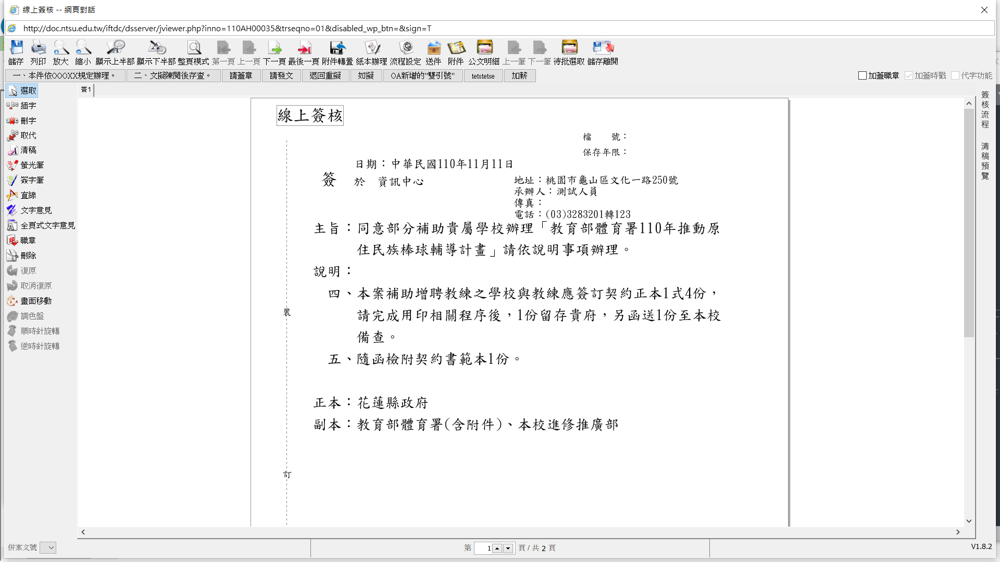 線上簽核 -- 網頁對話
http://doc.ntsu.edu.tw/iftdc/dsserver/jviewer.php?inno=110AH00035&trseqno=01&disabled_wp_btn=&sign=T
儲存 列印 放大 縮小 顯示上半部 顯示下半部 整頁模式 第一頁 上一頁 下一頁 最後一頁 附件轉置 紙本辦理 流程設定 送件 附件 公文明細 上一筆 下一筆 待批選取 儲存離開
一、本件依OOOXX規定辦理。 二、文擬陳閱後存查。 請蓋章 請發文 退回重擬 如擬 OA新增的"雙引號" tetstetse 加薪 加蓋職章 加蓋時戳 代字功能
選取
插字
刪字
取代
清稿
螢光筆
簽字筆
直線
文字意見
全頁式文字意見
職章
刪除
復原
取消復原
畫面移動
調色盤
順時針旋轉
逆時針旋轉
簽1
線上簽核
檔 號：
保存年限：
日期：中華民國110年11月11日
簽 於 資訊中心
地址：桃園市龜山區文化一路250號
承辦人：測試人員
傳真：
電話：(03)3283201轉123
主旨：同意部分補助貴屬學校辦理「教育部體育署110年推動原
住民族棒球輔導計畫」請依說明事項辦理。
說明：
四、本案補助增聘教練之學校與教練應簽訂契約正本1式4份，
請完成用印相關程序後，1份留存貴府，另函送1份至本校
備查。
五、隨函檢附契約書範本1份。
正本：花蓮縣政府
副本：教育部體育署(含附件)、本校進修推廣部
裝
訂
簽核流程
清稿預覽
併案文號
第 1 頁 / 共 2 頁
V1.8.2